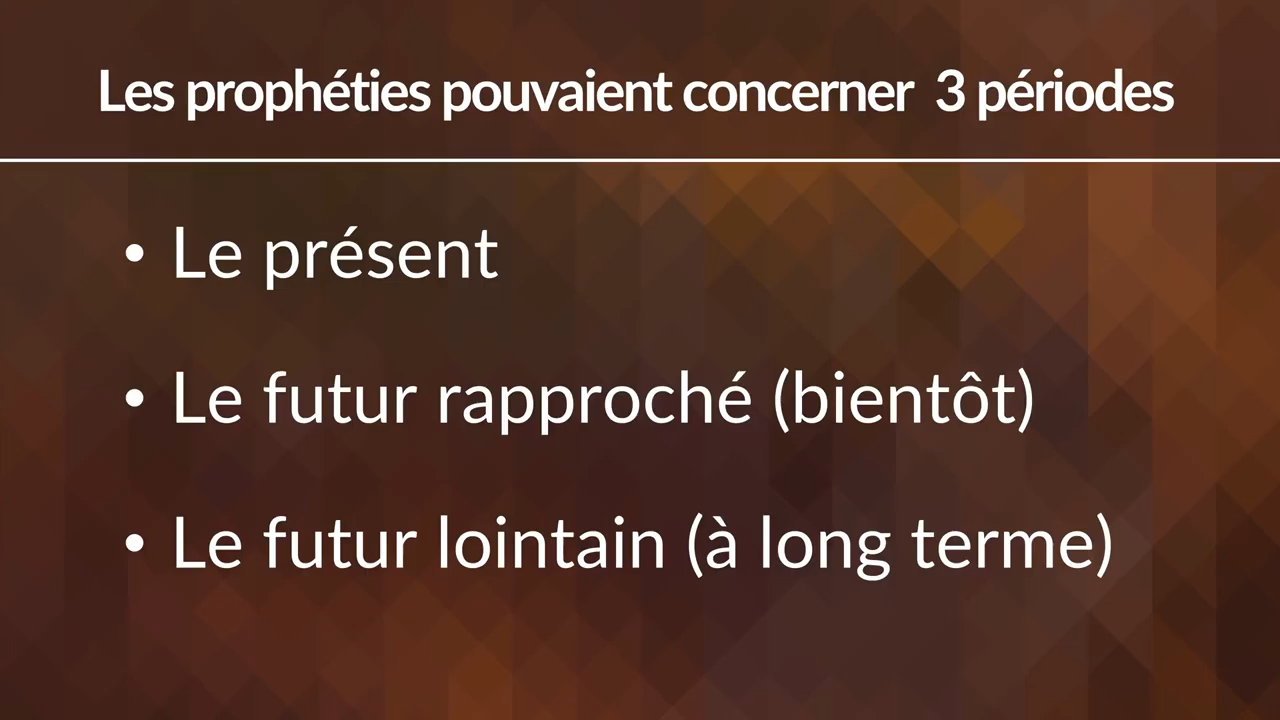 Les prophéties pouvaient concerner  3 périodes
• Le présent
• Le futur rapproché (bientôt)
• Le futur lointain (à long terme)